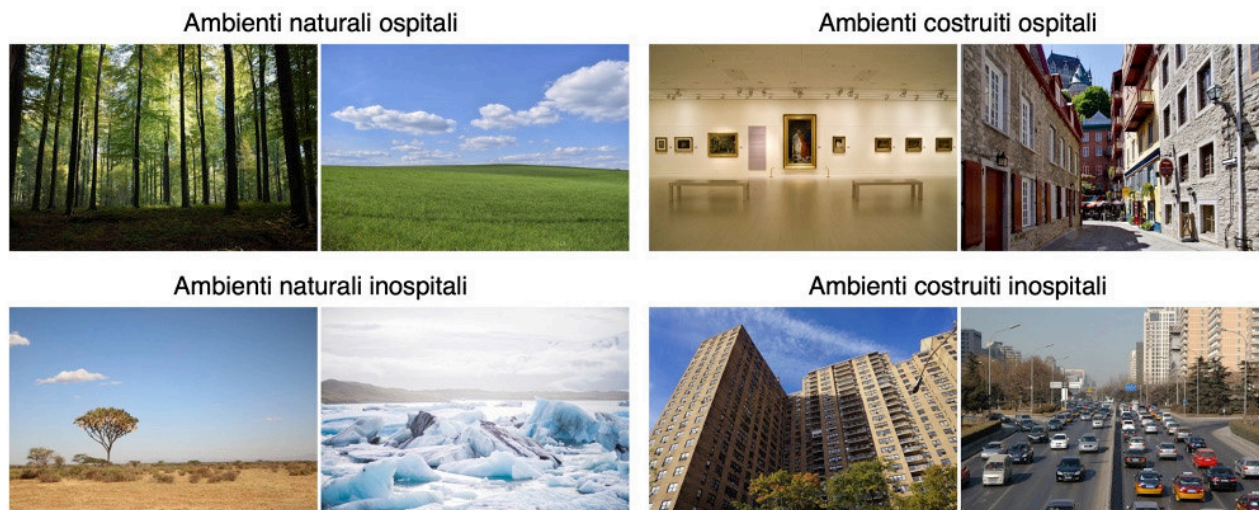 Ambienti naturali ospitali
Ambienti costruiti ospitali
Ambienti naturali inospitali
Ambienti costruiti inospitali